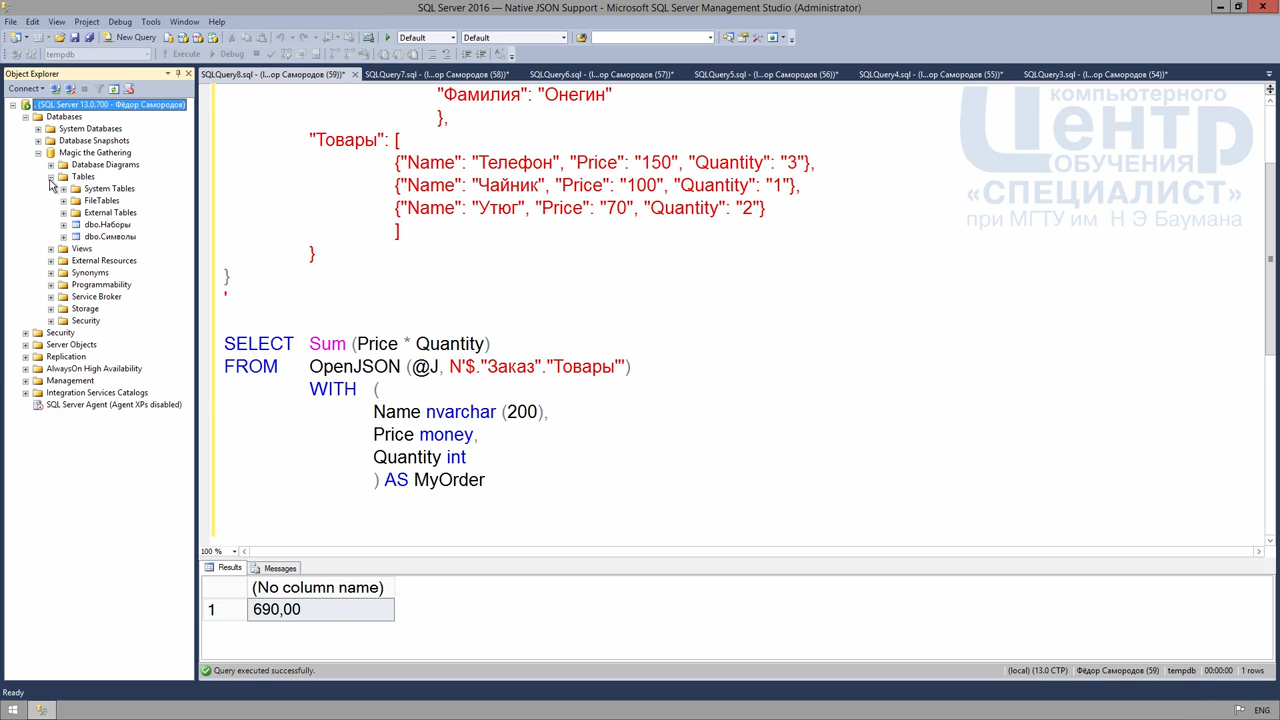 SQL Server 2016 — Native JSON Support - Microsoft SQL Server Management Studio (Administrator)
File Edit View Project Tools Window Help
New Query Default Default
tempdb Execute Debug
Object Explorer
SQLQuery8.sql - (l...ор Самородов (59))* SQLQuery7.sql - (l...ор Самородов (58))* SQLQuery6.sql - (l...ор Самородов (57))* SQLQuery5.sql - (l...ор Самородов (56))* SQLQuery4.sql - (l...ор Самородов (55))* SQLQuery3.sql - (l...ор Самородов (54))*
Connect
. (SQL Server 13.0.700 - Фёдор Самородов)
Databases
System Databases
Database Snapshots
Magic the Gathering
Database Diagrams
Tables
System Tables
FileTables
External Tables
dbo.Наборы
dbo.Символы
Views
External Resources
Synonyms
Programmability
Service Broker
Storage
Security
Security
Server Objects
Replication
AlwaysOn High Availability
Management
Integration Services Catalogs
SQL Server Agent (Agent XPs disabled)
"Фамилия": "Онегин"
},
"Товары": [
{"Name": "Телефон", "Price": "150", "Quantity": "3"},
{"Name": "Чайник", "Price": "100", "Quantity": "1"},
{"Name": "Утюг", "Price": "70", "Quantity": "2"}
]
}
}
'
SELECT Sum (Price * Quantity)
FROM OpenJSON (@J, N'$."Заказ"."Товары"')
WITH (
Name nvarchar (200),
Price money,
Quantity int
) AS MyOrder
Центр
компьютерного
ОБУЧЕНИЯ
«СПЕЦИАЛИСТ»
при МГТУ им Н Э Баумана
100 %
Results Messages
(No column name)
1 690,00
Query executed successfully. (local) (13.0 CTP) Фёдор Самородов (59) tempdb 00:00:00 1 rows
Ready
ENG